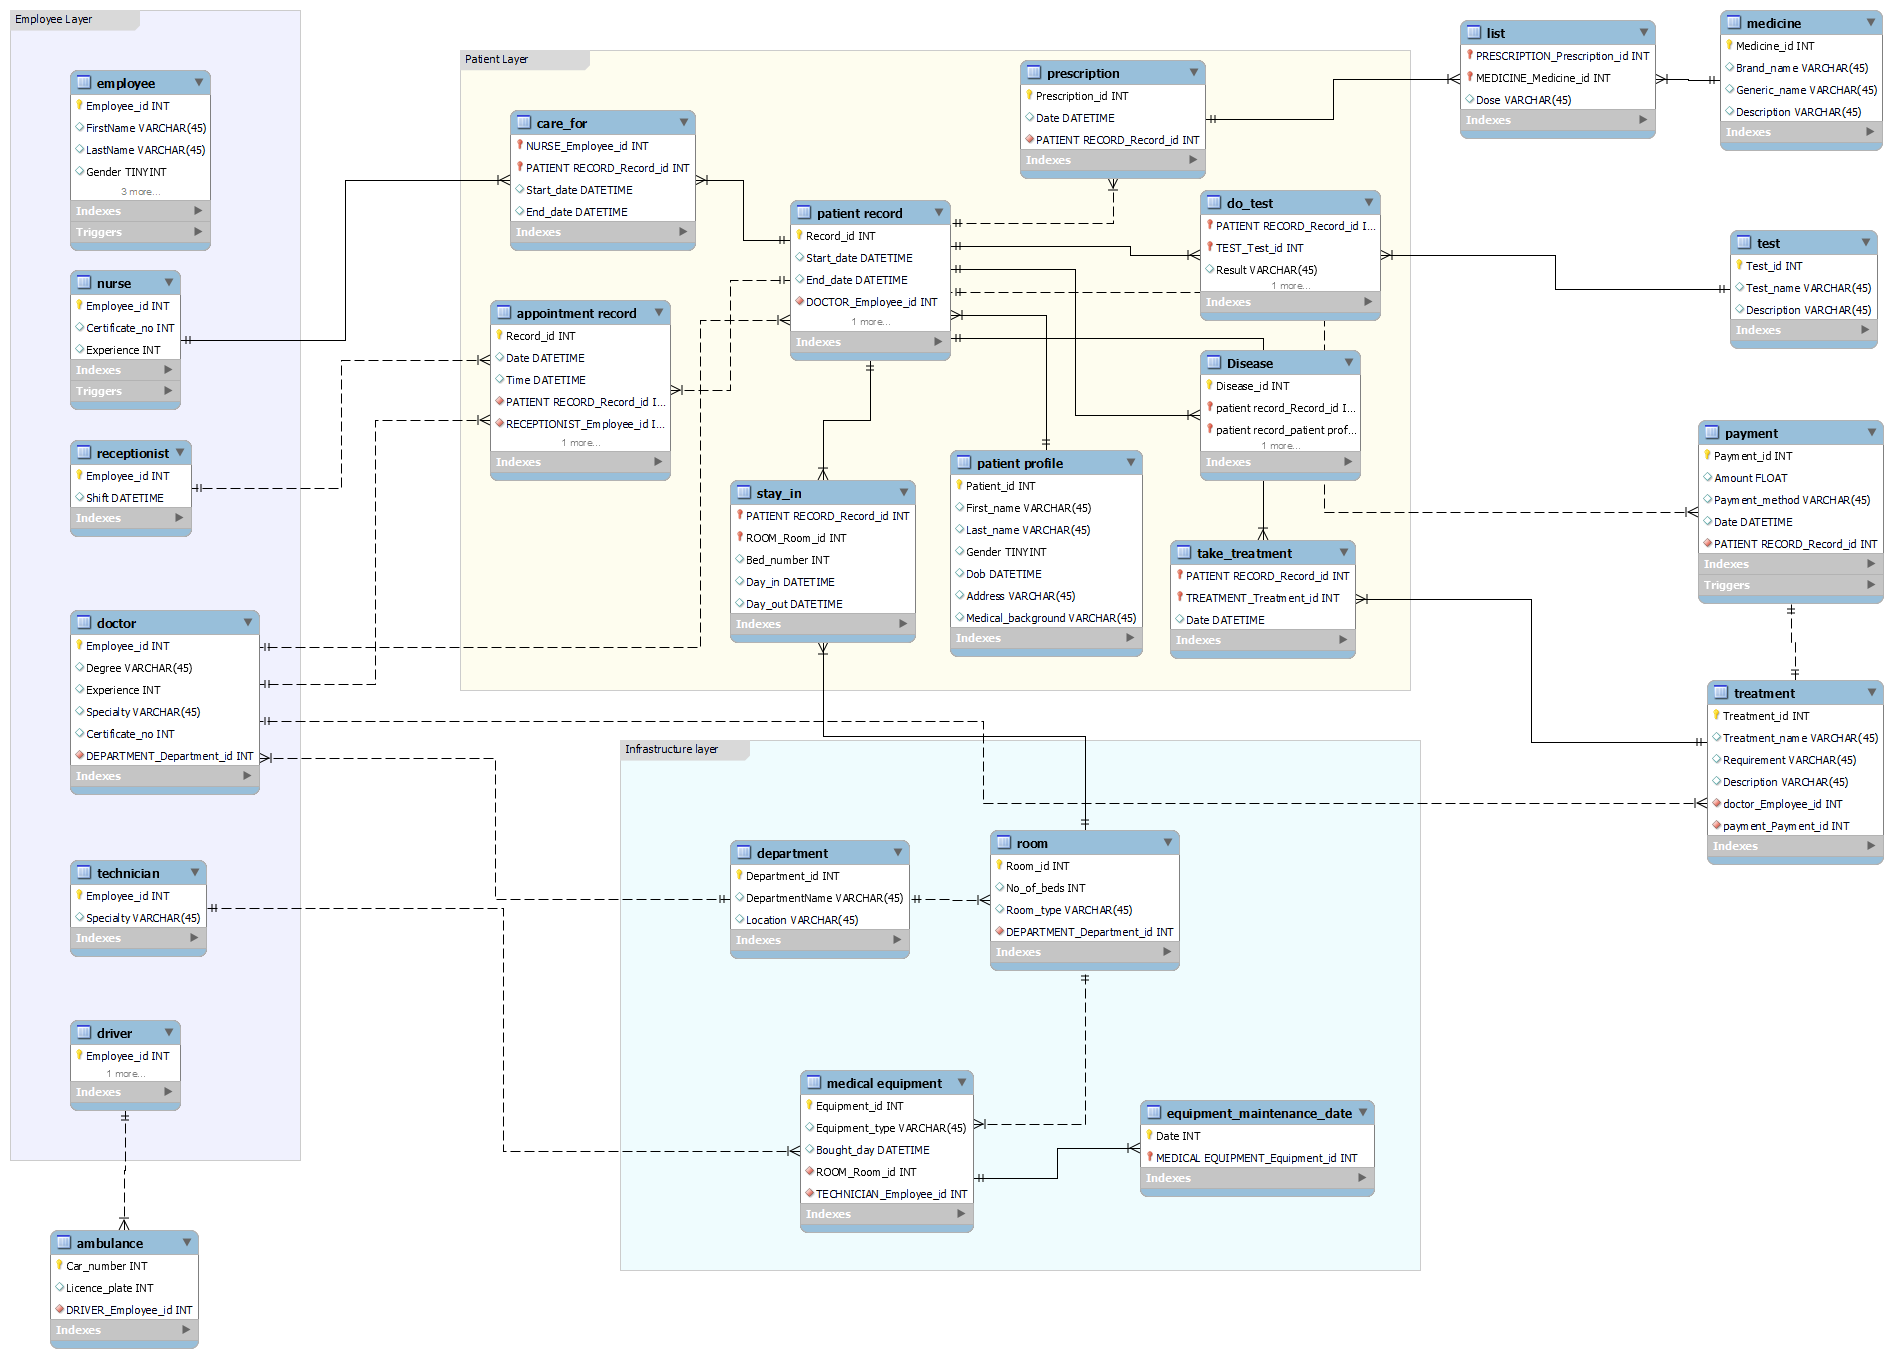 Employee Layer
employee
Employee_id INT
FirstName VARCHAR(45)
LastName VARCHAR(45)
Gender TINYINT
3 more...
Indexes
Triggers
nurse
Employee_id INT
Certificate_no INT
Experience INT
Indexes
Triggers
receptionist
Employee_id INT
Shift DATETIME
Indexes
doctor
Employee_id INT
Degree VARCHAR(45)
Experience INT
Specialty VARCHAR(45)
Certificate_no INT
DEPARTMENT_Department_id INT
Indexes
technician
Employee_id INT
Specialty VARCHAR(45)
Indexes
driver
Employee_id INT
1 more...
Indexes
ambulance
Car_number INT
Licence_plate INT
DRIVER_Employee_id INT
Indexes
Patient Layer
care_for
NURSE_Employee_id INT
PATIENT RECORD_Record_id INT
Start_date DATETIME
End_date DATETIME
Indexes
appointment record
Record_id INT
Date DATETIME
Time DATETIME
PATIENT RECORD_Record_id I...
RECEPTIONIST_Employee_id I...
1 more...
Indexes
patient record
Record_id INT
Start_date DATETIME
End_date DATETIME
DOCTOR_Employee_id INT
1 more...
Indexes
prescription
Prescription_id INT
Date DATETIME
PATIENT RECORD_Record_id INT
Indexes
do_test
PATIENT RECORD_Record_id I...
TEST_Test_id INT
Result VARCHAR(45)
1 more...
Indexes
Disease
Disease_id INT
patient record_Record_id I...
patient record_patient prof...
1 more...
Indexes
stay_in
PATIENT RECORD_Record_id INT
ROOM_Room_id INT
Bed_number INT
Day_in DATETIME
Day_out DATETIME
Indexes
patient profile
Patient_id INT
First_name VARCHAR(45)
Last_name VARCHAR(45)
Gender TINYINT
Dob DATETIME
Address VARCHAR(45)
Medical_background VARCHAR(45)
Indexes
take_treatment
PATIENT RECORD_Record_id INT
TREATMENT_Treatment_id INT
Date DATETIME
Indexes
list
PRESCRIPTION_Prescription_id INT
MEDICINE_Medicine_id INT
Dose VARCHAR(45)
Indexes
medicine
Medicine_id INT
Brand_name VARCHAR(45)
Generic_name VARCHAR(45)
Description VARCHAR(45)
Indexes
test
Test_id INT
Test_name VARCHAR(45)
Description VARCHAR(45)
Indexes
payment
Payment_id INT
Amount FLOAT
Payment_method VARCHAR(45)
Date DATETIME
PATIENT RECORD_Record_id INT
Indexes
Triggers
treatment
Treatment_id INT
Treatment_name VARCHAR(45)
Requirement VARCHAR(45)
Description VARCHAR(45)
doctor_Employee_id INT
payment_Payment_id INT
Indexes
Infrastructure layer
department
Department_id INT
DepartmentName VARCHAR(45)
Location VARCHAR(45)
Indexes
room
Room_id INT
No_of_beds INT
Room_type VARCHAR(45)
DEPARTMENT_Department_id INT
Indexes
medical equipment
Equipment_id INT
Equipment_type VARCHAR(45)
Bought_day DATETIME
ROOM_Room_id INT
TECHNICIAN_Employee_id INT
Indexes
equipment_maintenance_date
Date INT
MEDICAL EQUIPMENT_Equipment_id INT
Indexes